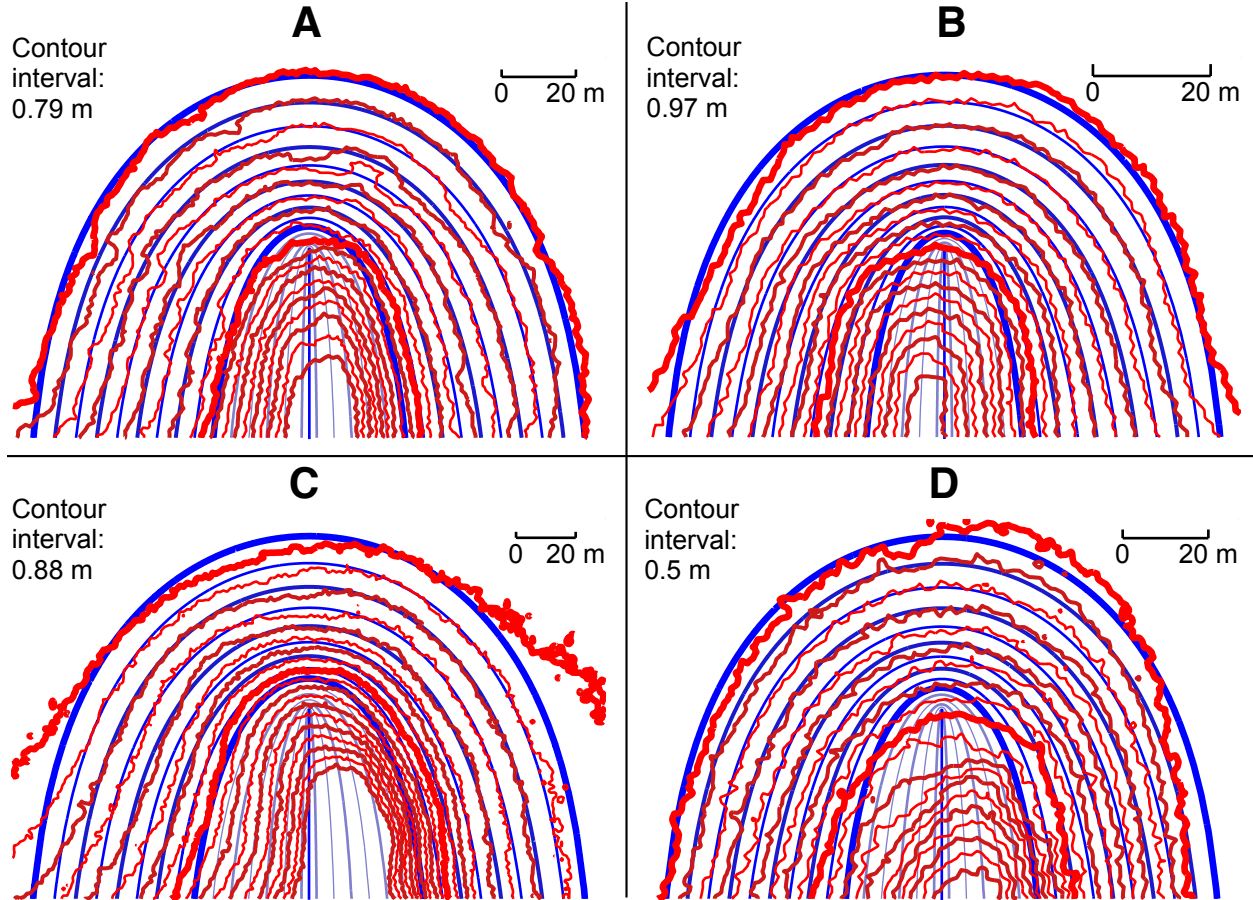 A
Contour
interval:
0.79 m
0 20 m
B
Contour
interval:
0.97 m
0 20 m
C
Contour
interval:
0.88 m
0 20 m
D
Contour
interval:
0.5 m
0 20 m